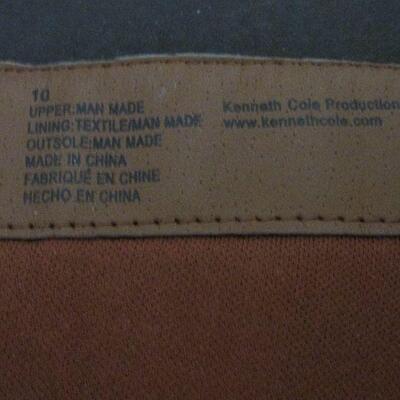 10
UPPER:MAN MADE
LINING:TEXTILE/MAN MADE
OUTSOLE:MAN MADE
MADE IN CHINA
FABRIQUÉ EN CHINE
HECHO EN CHINA
Kenneth Cole Production
www.kennethcole.com